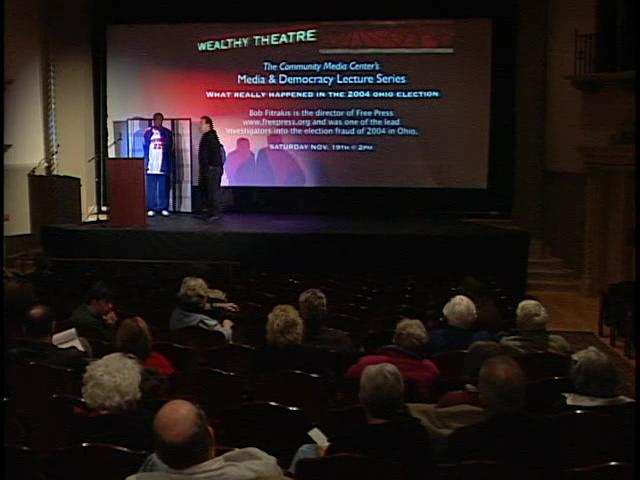 WEALTHY THEATRE
The Community Media Center's
Media & Democracy Lecture Series
WHAT REALLY HAPPENED IN THE 2004 OHIO ELECTION
Bob Fitrakis is the director of Free Press
www.freepress.org and was one of the lead
investigators into the election fraud of 2004 in Ohio.
SATURDAY NOV. 19TH @ 2PM
22